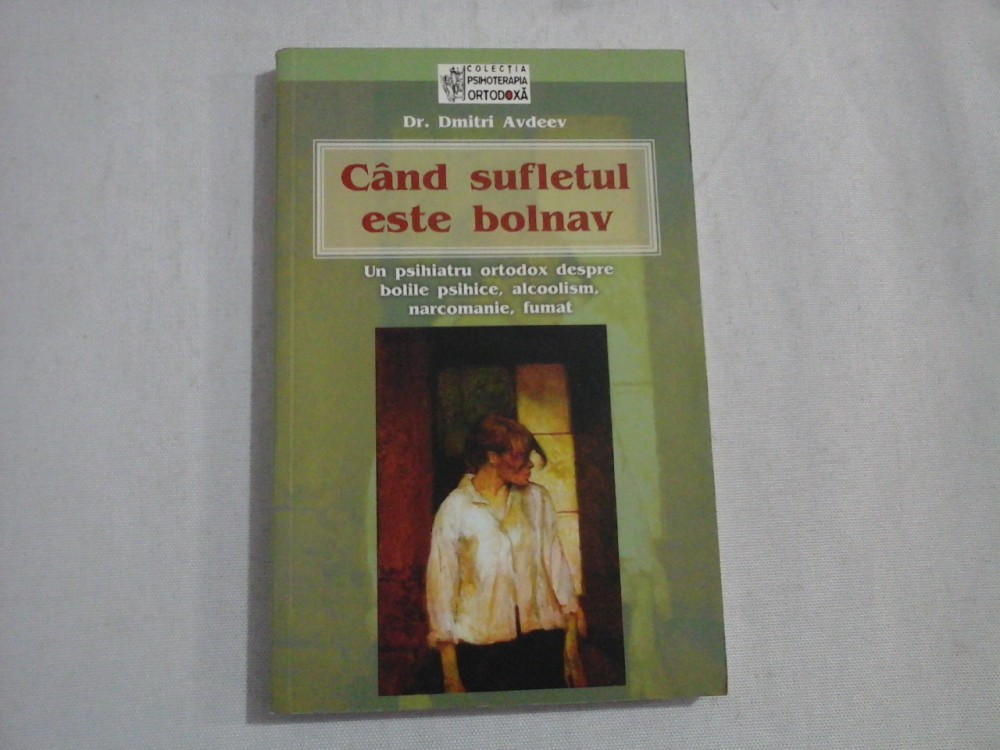 COLECȚIA
PSIHOTERAPIA
ORTODOXĂ
Dr. Dmitri Avdeev
Când sufletul
este bolnav
Un psihiatru ortodox despre
bolile psihice, alcoolism,
narcomanie, fumat